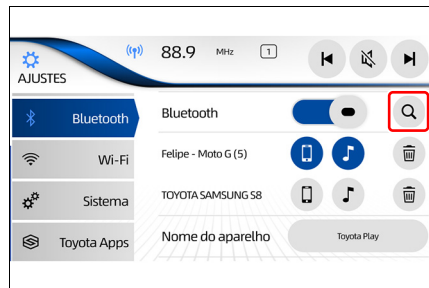 88.9 MHz 1
AJUSTES
Bluetooth
Wi-Fi
Sistema
Toyota Apps
Bluetooth
Felipe - Moto G (5)
TOYOTA SAMSUNG S8
Nome do aparelho Toyota Play